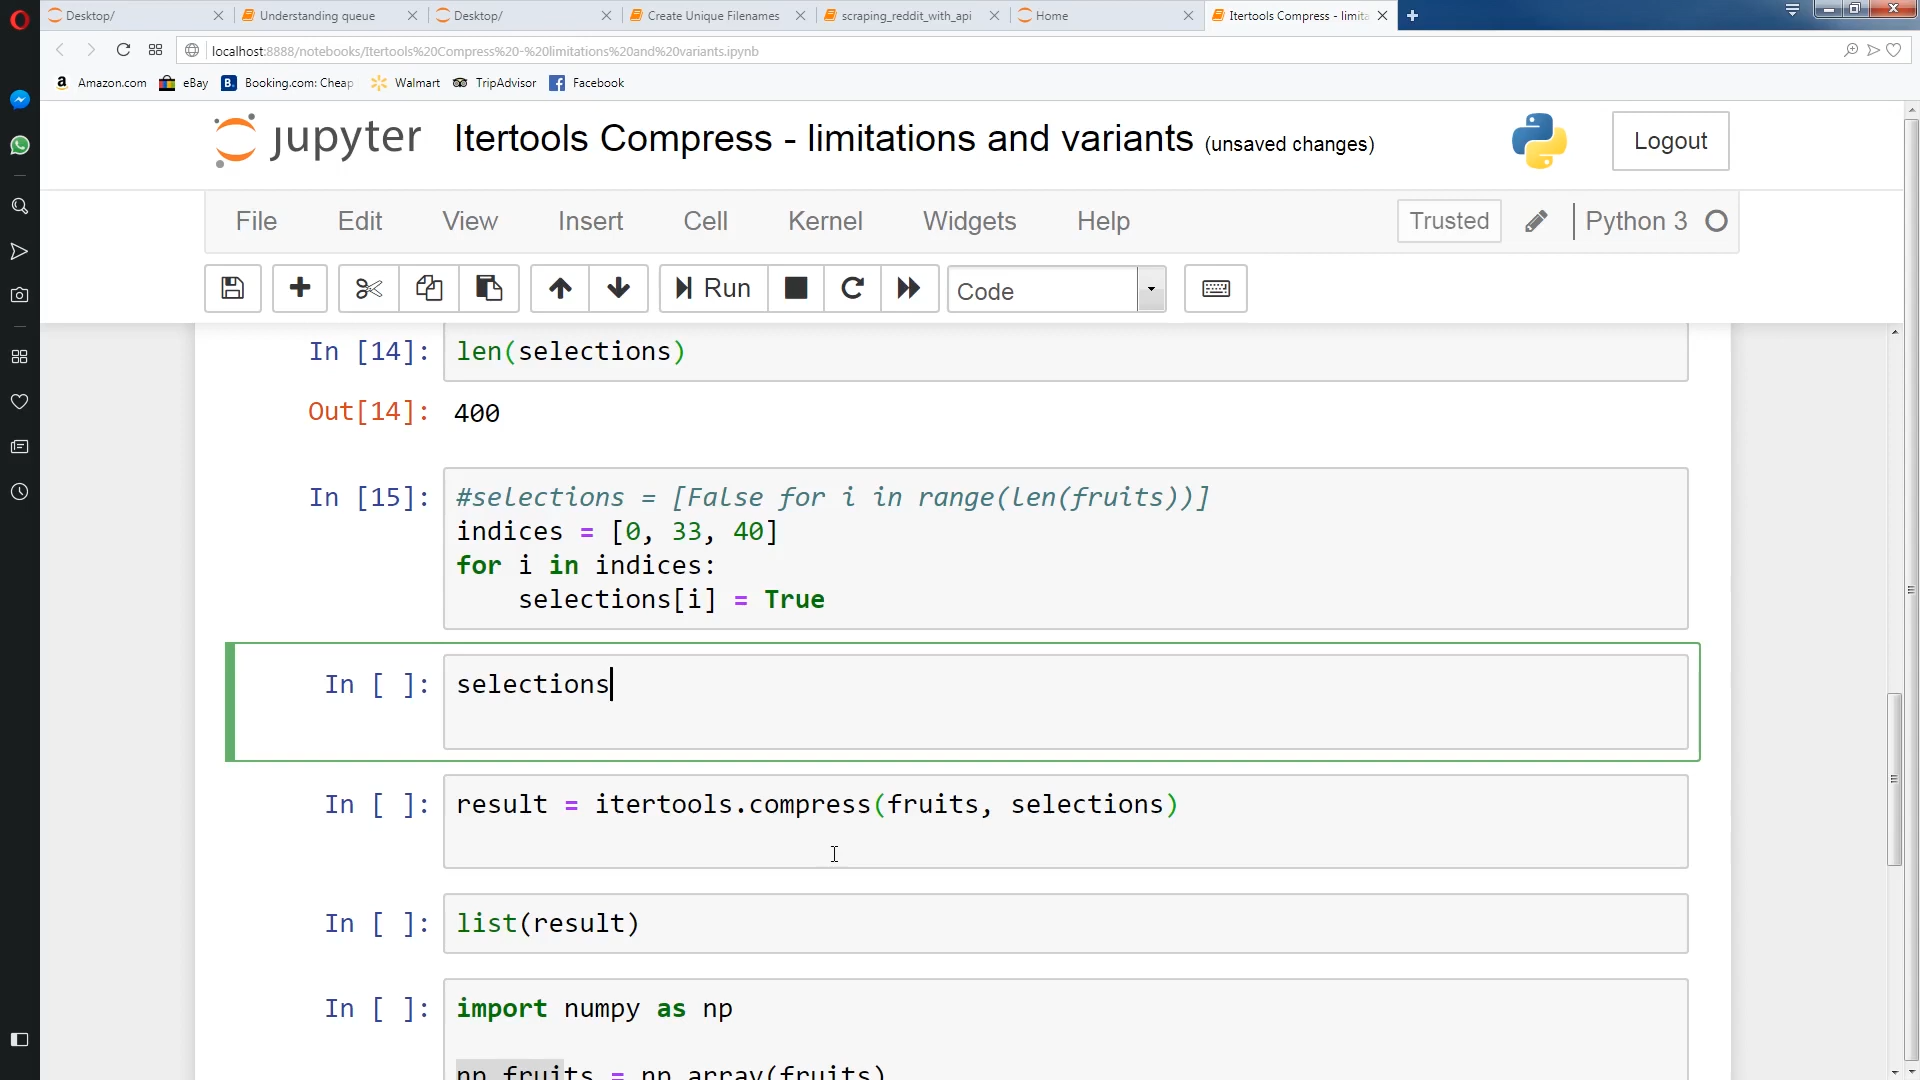 Desktop/
Understanding queue
Desktop/
Create Unique Filenames
scraping_reddit_with_api
Home
Itertools Compress - limita
localhost:8888/notebooks/Itertools%20Compress%20-%20limitations%20and%20variants.ipynb
Amazon.com
eBay
B. Booking.com: Cheap
Walmart
TripAdvisor
Facebook
jupyter
Itertools Compress - limitations and variants (unsaved changes)
Logout
File
Edit
View
Insert
Cell
Kernel
Widgets
Help
Trusted
Python 3
Run
Code
In [14]: len(selections)
Out[14]: 400
In [15]: #selections = [False for i in range(len(fruits))]
indices = [0, 33, 40]
for i in indices:
selections[i] = True
In [ ]: selections
In [ ]: result = itertools.compress(fruits, selections)
In [ ]: list(result)
In [ ]: import numpy as np
np_fruits = np.array(fruits)